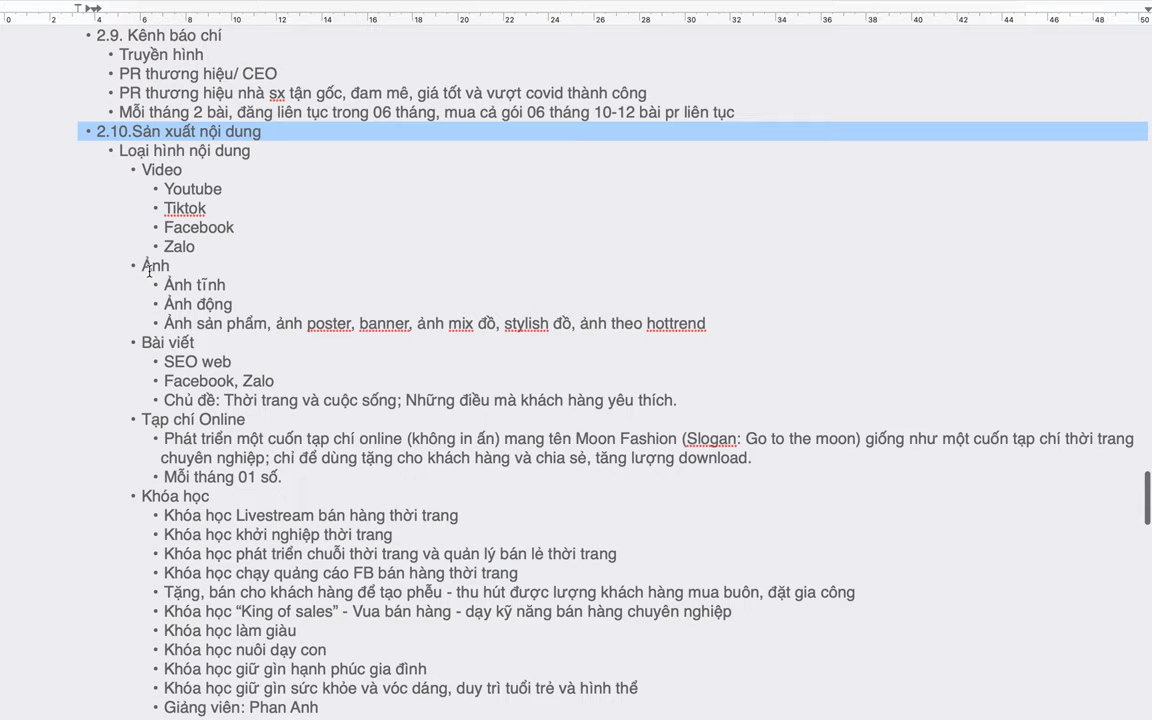 0 2 4 6 8 10 12 14 16 18 20 22 24 26 28 30 32 34 36 38 40 42 44 46 48 50
• 2.9. Kênh báo chí
• Truyền hình
• PR thương hiệu/ CEO
• PR thương hiệu nhà sx tận gốc, đam mê, giá tốt và vượt covid thành công
• Mỗi tháng 2 bài, đăng liên tục trong 06 tháng, mua cả gói 06 tháng 10-12 bài pr liên tục
• 2.10.Sản xuất nội dung
• Loại hình nội dung
• Video
• Youtube
• Tiktok
• Facebook
• Zalo
• Ảnh
• Ảnh tĩnh
• Ảnh động
• Ảnh sản phẩm, ảnh poster, banner, ảnh mix đồ, stylish đồ, ảnh theo hottrend
• Bài viết
• SEO web
• Facebook, Zalo
• Chủ đề: Thời trang và cuộc sống; Những điều mà khách hàng yêu thích.
• Tạp chí Online
• Phát triển một cuốn tạp chí online (không in ấn) mang tên Moon Fashion (Slogan: Go to the moon) giống như một cuốn tạp chí thời trang
chuyên nghiệp; chỉ để dùng tặng cho khách hàng và chia sẻ, tăng lượng download.
• Mỗi tháng 01 số.
• Khóa học
• Khóa học Livestream bán hàng thời trang
• Khóa học khởi nghiệp thời trang
• Khóa học phát triển chuỗi thời trang và quản lý bán lẻ thời trang
• Khóa học chạy quảng cáo FB bán hàng thời trang
• Tặng, bán cho khách hàng để tạo phễu - thu hút được lượng khách hàng mua buôn, đặt gia công
• Khóa học “King of sales” - Vua bán hàng - dạy kỹ năng bán hàng chuyên nghiệp
• Khóa học làm giàu
• Khóa học nuôi dạy con
• Khóa học giữ gìn hạnh phúc gia đình
• Khóa học giữ gìn sức khỏe và vóc dáng, duy trì tuổi trẻ và hình thể
• Giảng viên: Phan Anh